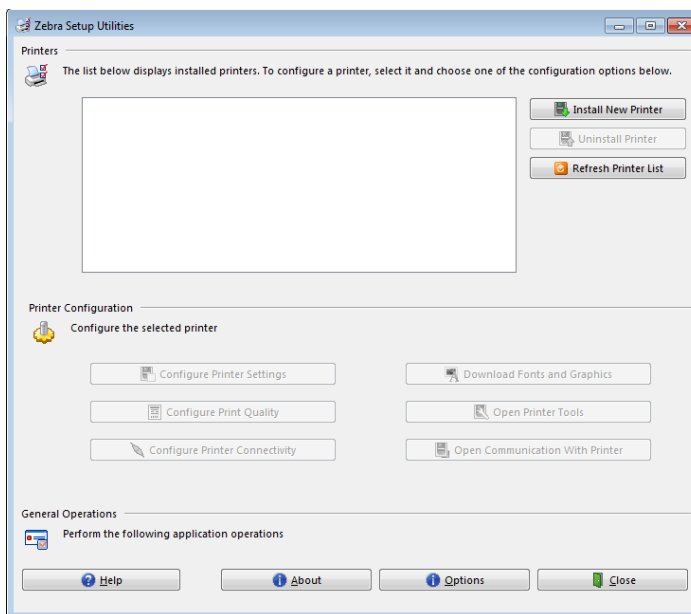 Zebra Setup Utilities
Printers
The list below displays installed printers. To configure a printer, select it and choose one of the configuration options below.
Install New Printer
Uninstall Printer
Refresh Printer List
Printer Configuration
Configure the selected printer
Configure Printer Settings
Download Fonts and Graphics
Configure Print Quality
Open Printer Tools
Configure Printer Connectivity
Open Communication With Printer
General Operations
Perform the following application operations
Help
About
Options
Close